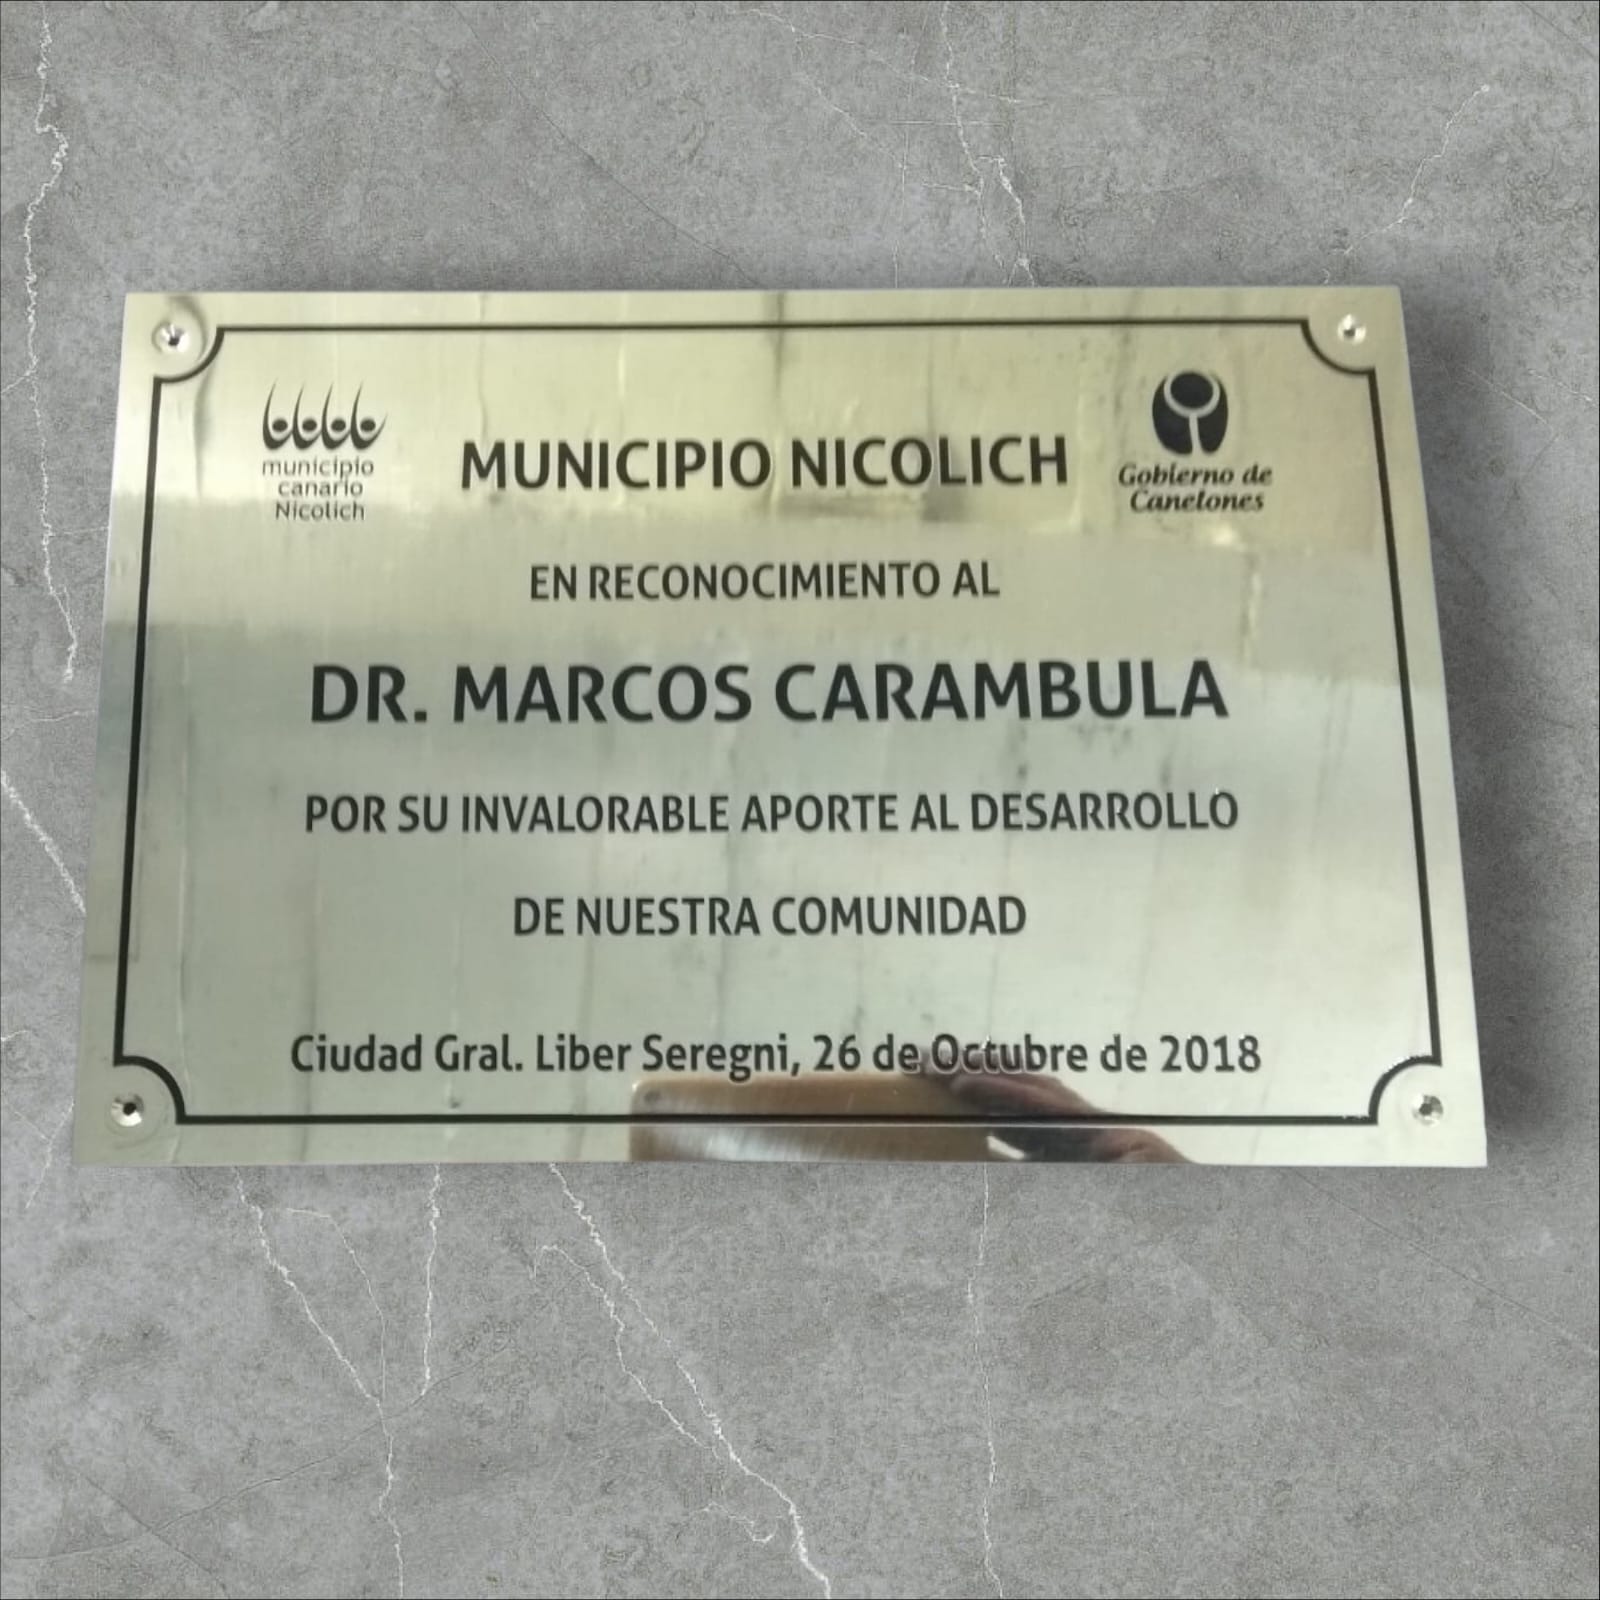 municipio
canario
Nicolich
MUNICIPIO NICOLICH
Gobierno de
Canelones
EN RECONOCIMIENTO AL
DR. MARCOS CARAMBULA
POR SU INVALORABLE APORTE AL DESARROLLO
DE NUESTRA COMUNIDAD
Ciudad Gral. Liber Seregni, 26 de Octubre de 2018